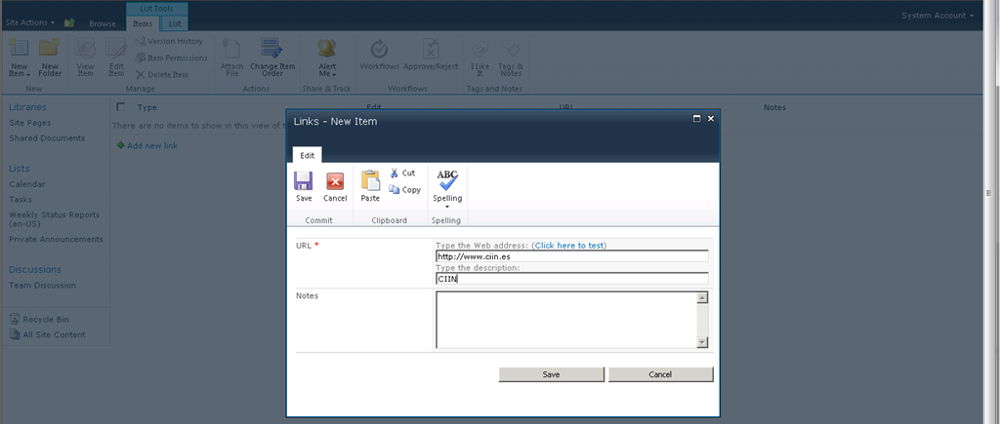 List Tools
Site Actions
Browse
Items
List
System Account
New Item
New Folder
View Item
Edit Item
Version History
Item Permissions
Delete Item
Attach File
Change Item Order
Alert Me
Workflows
Approve/Reject
I Like It
Tags & Notes
New
Manage
Actions
Share & Track
Workflows
Tags and Notes
Libraries
Site Pages
Shared Documents
Lists
Calendar
Tasks
Weekly Status Reports (en-US)
Private Announcements
Discussions
Team Discussion
Recycle Bin
All Site Content
Type
Edit
URL
Notes
There are no items to show in this view of t
Add new link
Links - New Item
Edit
Save
Cancel
Paste
Cut
Copy
ABC
Spelling
Commit
Clipboard
Spelling
URL *
Type the Web address: (Click here to test)
http://www.ciin.es
Type the description:
CIIN
Notes
Save
Cancel